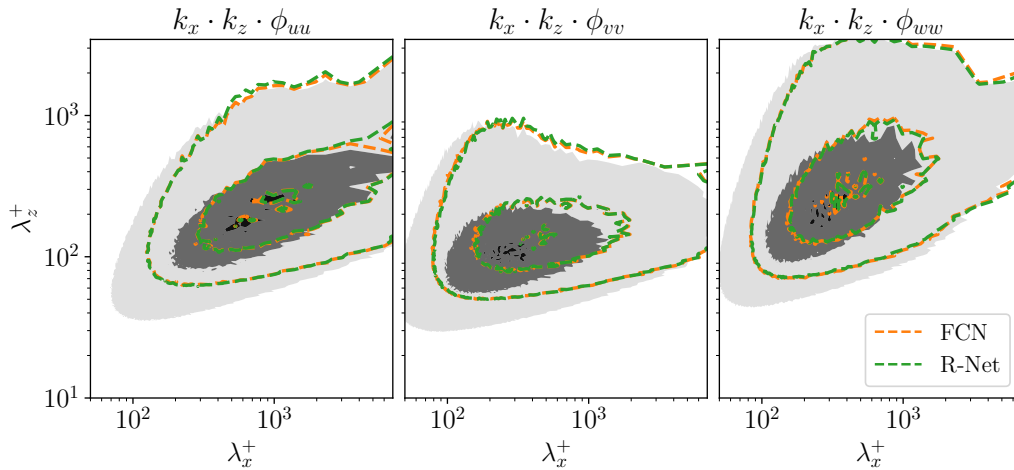 $k_x \cdot k_z \cdot \phi_{uu}$
$k_x \cdot k_z \cdot \phi_{vv}$
$k_x \cdot k_z \cdot \phi_{ww}$
$\lambda_z^+$
$10^3$
$10^2$
$10^1$
FCN
R-Net
$10^2$ $10^3$
$10^2$ $10^3$
$10^2$ $10^3$
$\lambda_x^+$
$\lambda_x^+$
$\lambda_x^+$